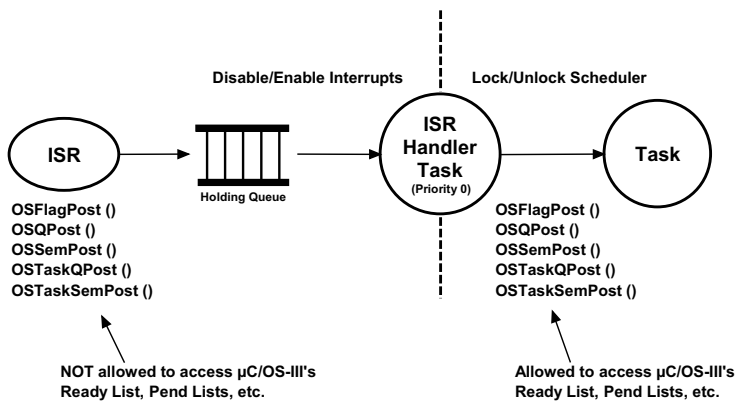 Disable/Enable Interrupts
Lock/Unlock Scheduler
ISR
Holding Queue
ISR
Handler
Task
(Priority 0)
Task
OSFlagPost ()
OSQPost ()
OSSemPost ()
OSTaskQPost ()
OSTaskSemPost ()
OSFlagPost ()
OSQPost ()
OSSemPost ()
OSTaskQPost ()
OSTaskSemPost ()
NOT allowed to access µC/OS-III's
Ready List, Pend Lists, etc.
Allowed to access µC/OS-III's
Ready List, Pend Lists, etc.